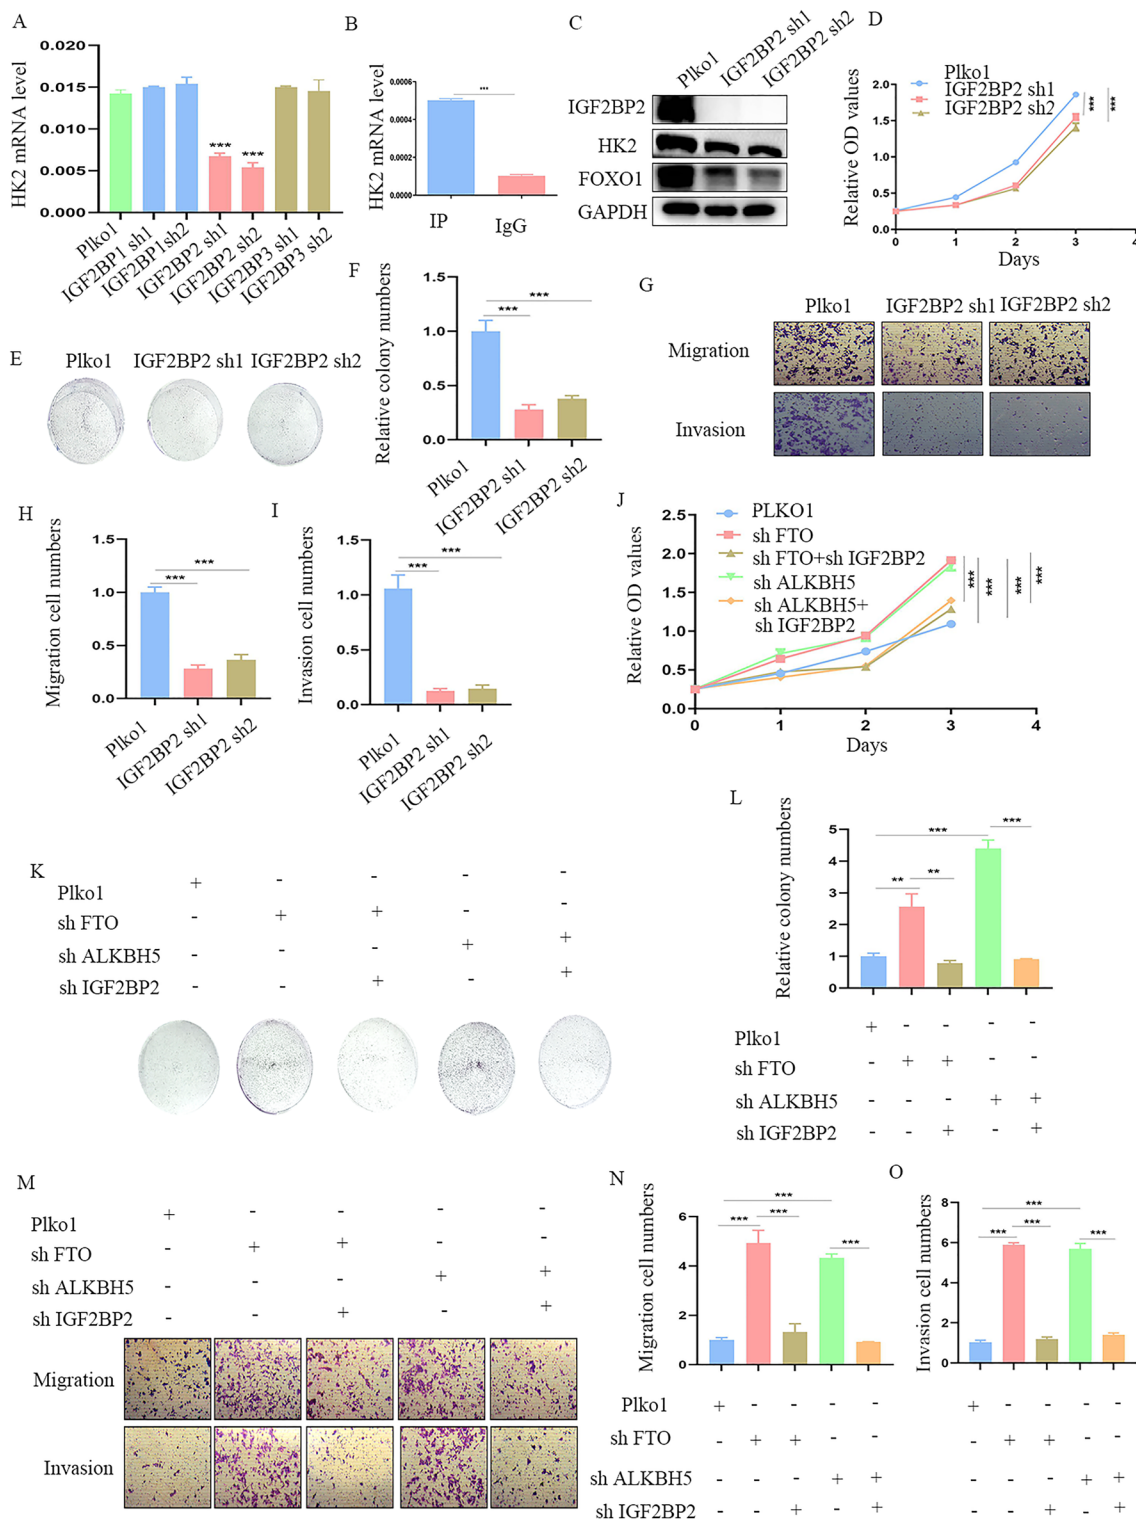 A
HK2 mRNA level
0.020
0.015
0.010
0.005
0.000
***
***
Plko1
IGF2BP1 sh1
IGF2BP1sh2
IGF2BP2 sh1
IGF2BP2 sh2
IGF2BP3 sh1
IGF2BP3 sh2
B
HK2 mRNA level
0.0006
0.0004
0.0002
0.0000
***
IP
IgG
C
Plko1
IGF2BP2 sh1
IGF2BP2 sh2
IGF2BP2
HK2
FOXO1
GAPDH
D
Relative OD values
2.0
1.5
1.0
0.5
0.0
Plko1
IGF2BP2 sh1
IGF2BP2 sh2
***
***
0 1 2 3 4
Days
E
Plko1 IGF2BP2 sh1 IGF2BP2 sh2
F
Relative colony numbers
1.5
1.0
0.5
0.0
***
***
Plko1
IGF2BP2 sh1
IGF2BP2 sh2
G
Plko1 IGF2BP2 sh1 IGF2BP2 sh2
Migration
Invasion
H
Migration cell numbers
1.5
1.0
0.5
0.0
***
***
Plko1
IGF2BP2 sh1
IGF2BP2 sh2
I
Invasion cell numbers
1.5
1.0
0.5
0.0
***
***
Plko1
IGF2BP2 sh1
IGF2BP2 sh2
J
Relative OD values
2.5
2.0
1.5
1.0
0.5
0.0
PLKO1
sh FTO
sh FTO+sh IGF2BP2
sh ALKBH5
sh ALKBH5+
sh IGF2BP2
***
***
***
***
0 1 2 3 4
Days
K
Plko1 + - - - -
sh FTO - + + - -
sh ALKBH5 - - - + +
sh IGF2BP2 - - + - +
L
Relative colony numbers
5
4
3
2
1
0
***
***
**
**
Plko1 + - - - -
sh FTO - + + - -
sh ALKBH5 - - - + +
sh IGF2BP2 - - + - +
M
Plko1 + - - - -
sh FTO - + + - -
sh ALKBH5 - - - + +
sh IGF2BP2 - - + - +
Migration
Invasion
N
Migration cell numbers
6
4
2
0
***
***
***
***
Plko1 + - - - -
sh FTO - + + - -
sh ALKBH5 - - - + +
sh IGF2BP2 - - + - +
O
Invasion cell numbers
8
6
4
2
0
***
***
***
***
+ - - - -
- + + - -
- - - + +
- - + - +